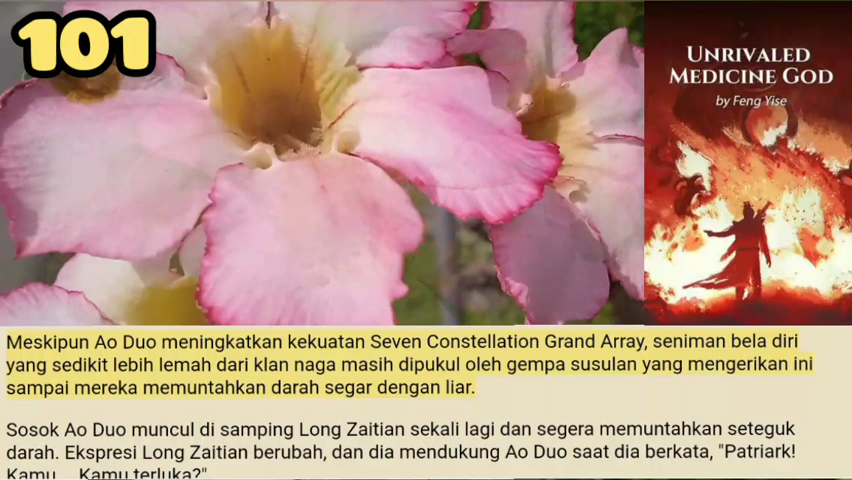 101
UNRIVALED
MEDICINE GOD
by Feng Yise
Meskipun Ao Duo meningkatkan kekuatan Seven Constellation Grand Array, seniman bela diri
yang sedikit lebih lemah dari klan naga masih dipukul oleh gempa susulan yang mengerikan ini
sampai mereka memuntahkan darah segar dengan liar.
Sosok Ao Duo muncul di samping Long Zaitian sekali lagi dan segera memuntahkan seteguk
darah. Ekspresi Long Zaitian berubah, dan dia mendukung Ao Duo saat dia berkata, "Patriark!
Kamu ... Kamu terluka?"